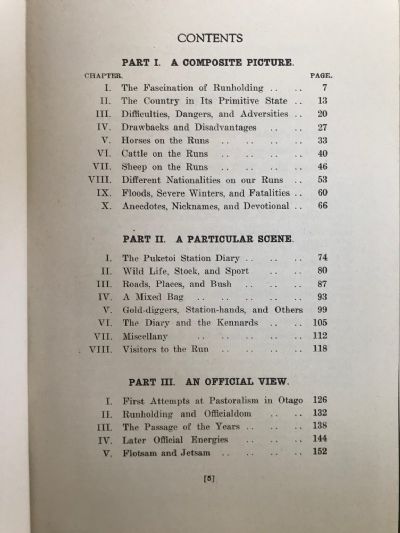 CONTENTS
PART I. A COMPOSITE PICTURE.
CHAPTER. PAGE.
I. The Fascination of Runholding .. .. 7
II. The Country in Its Primitive State .. 13
III. Difficulties, Dangers, and Adversities .. 20
IV. Drawbacks and Disadvantages .. .. 27
V. Horses on the Runs .. .. .. .. 33
VI. Cattle on the Runs .. .. .. .. 40
VII. Sheep on the Runs .. .. .. .. 46
VIII. Different Nationalities on our Runs .. 53
IX. Floods, Severe Winters, and Fatalities .. 60
X. Anecdotes, Nicknames, and Devotional .. 66
PART II. A PARTICULAR SCENE.
I. The Puketoi Station Diary .. .. .. 74
II. Wild Life, Stock, and Sport .. .. 80
III. Roads, Places, and Bush .. .. .. 87
IV. A Mixed Bag .. .. .. .. .. 93
V. Gold-diggers, Station-hands, and Others 99
VI. The Diary and the Kennards .. .. 105
VII. Miscellany .. .. .. .. .. 112
VIII. Visitors to the Run .. .. .. .. 118
PART III. AN OFFICIAL VIEW.
I. First Attempts at Pastoralism in Otago 126
II. Runholding and Officialdom .. .. 132
III. The Passage of the Years .. .. .. 138
IV. Later Official Energies .. .. .. 144
V. Flotsam and Jetsam .. .. .. .. 152
[5]